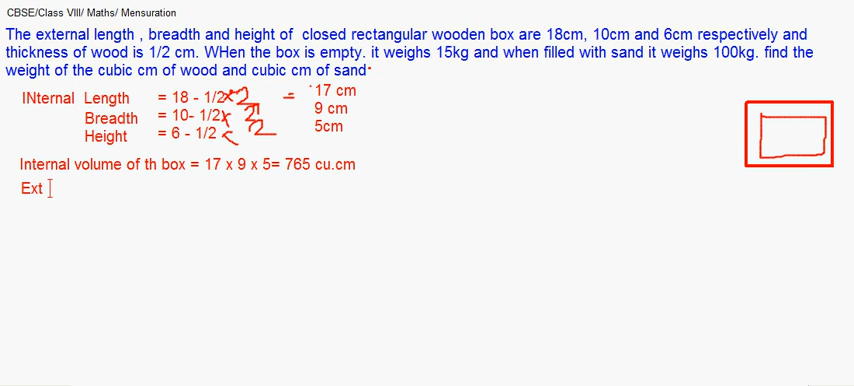 CBSE/Class VIII/ Maths/ Mensuration
The external length , breadth and height of closed rectangular wooden box are 18cm, 10cm and 6cm respectively and
thickness of wood is 1/2 cm. WHen the box is empty. it weighs 15kg and when filled with sand it weighs 100kg. find the
weight of the cubic cm of wood and cubic cm of sand
INternal Length = 18 - 1/2x2 = 17 cm
Breadth = 10- 1/2x 2 9 cm
Height = 6 - 1/2 x 2 5cm
Internal volume of th box = 17 x 9 x 5= 765 cu.cm
Ext